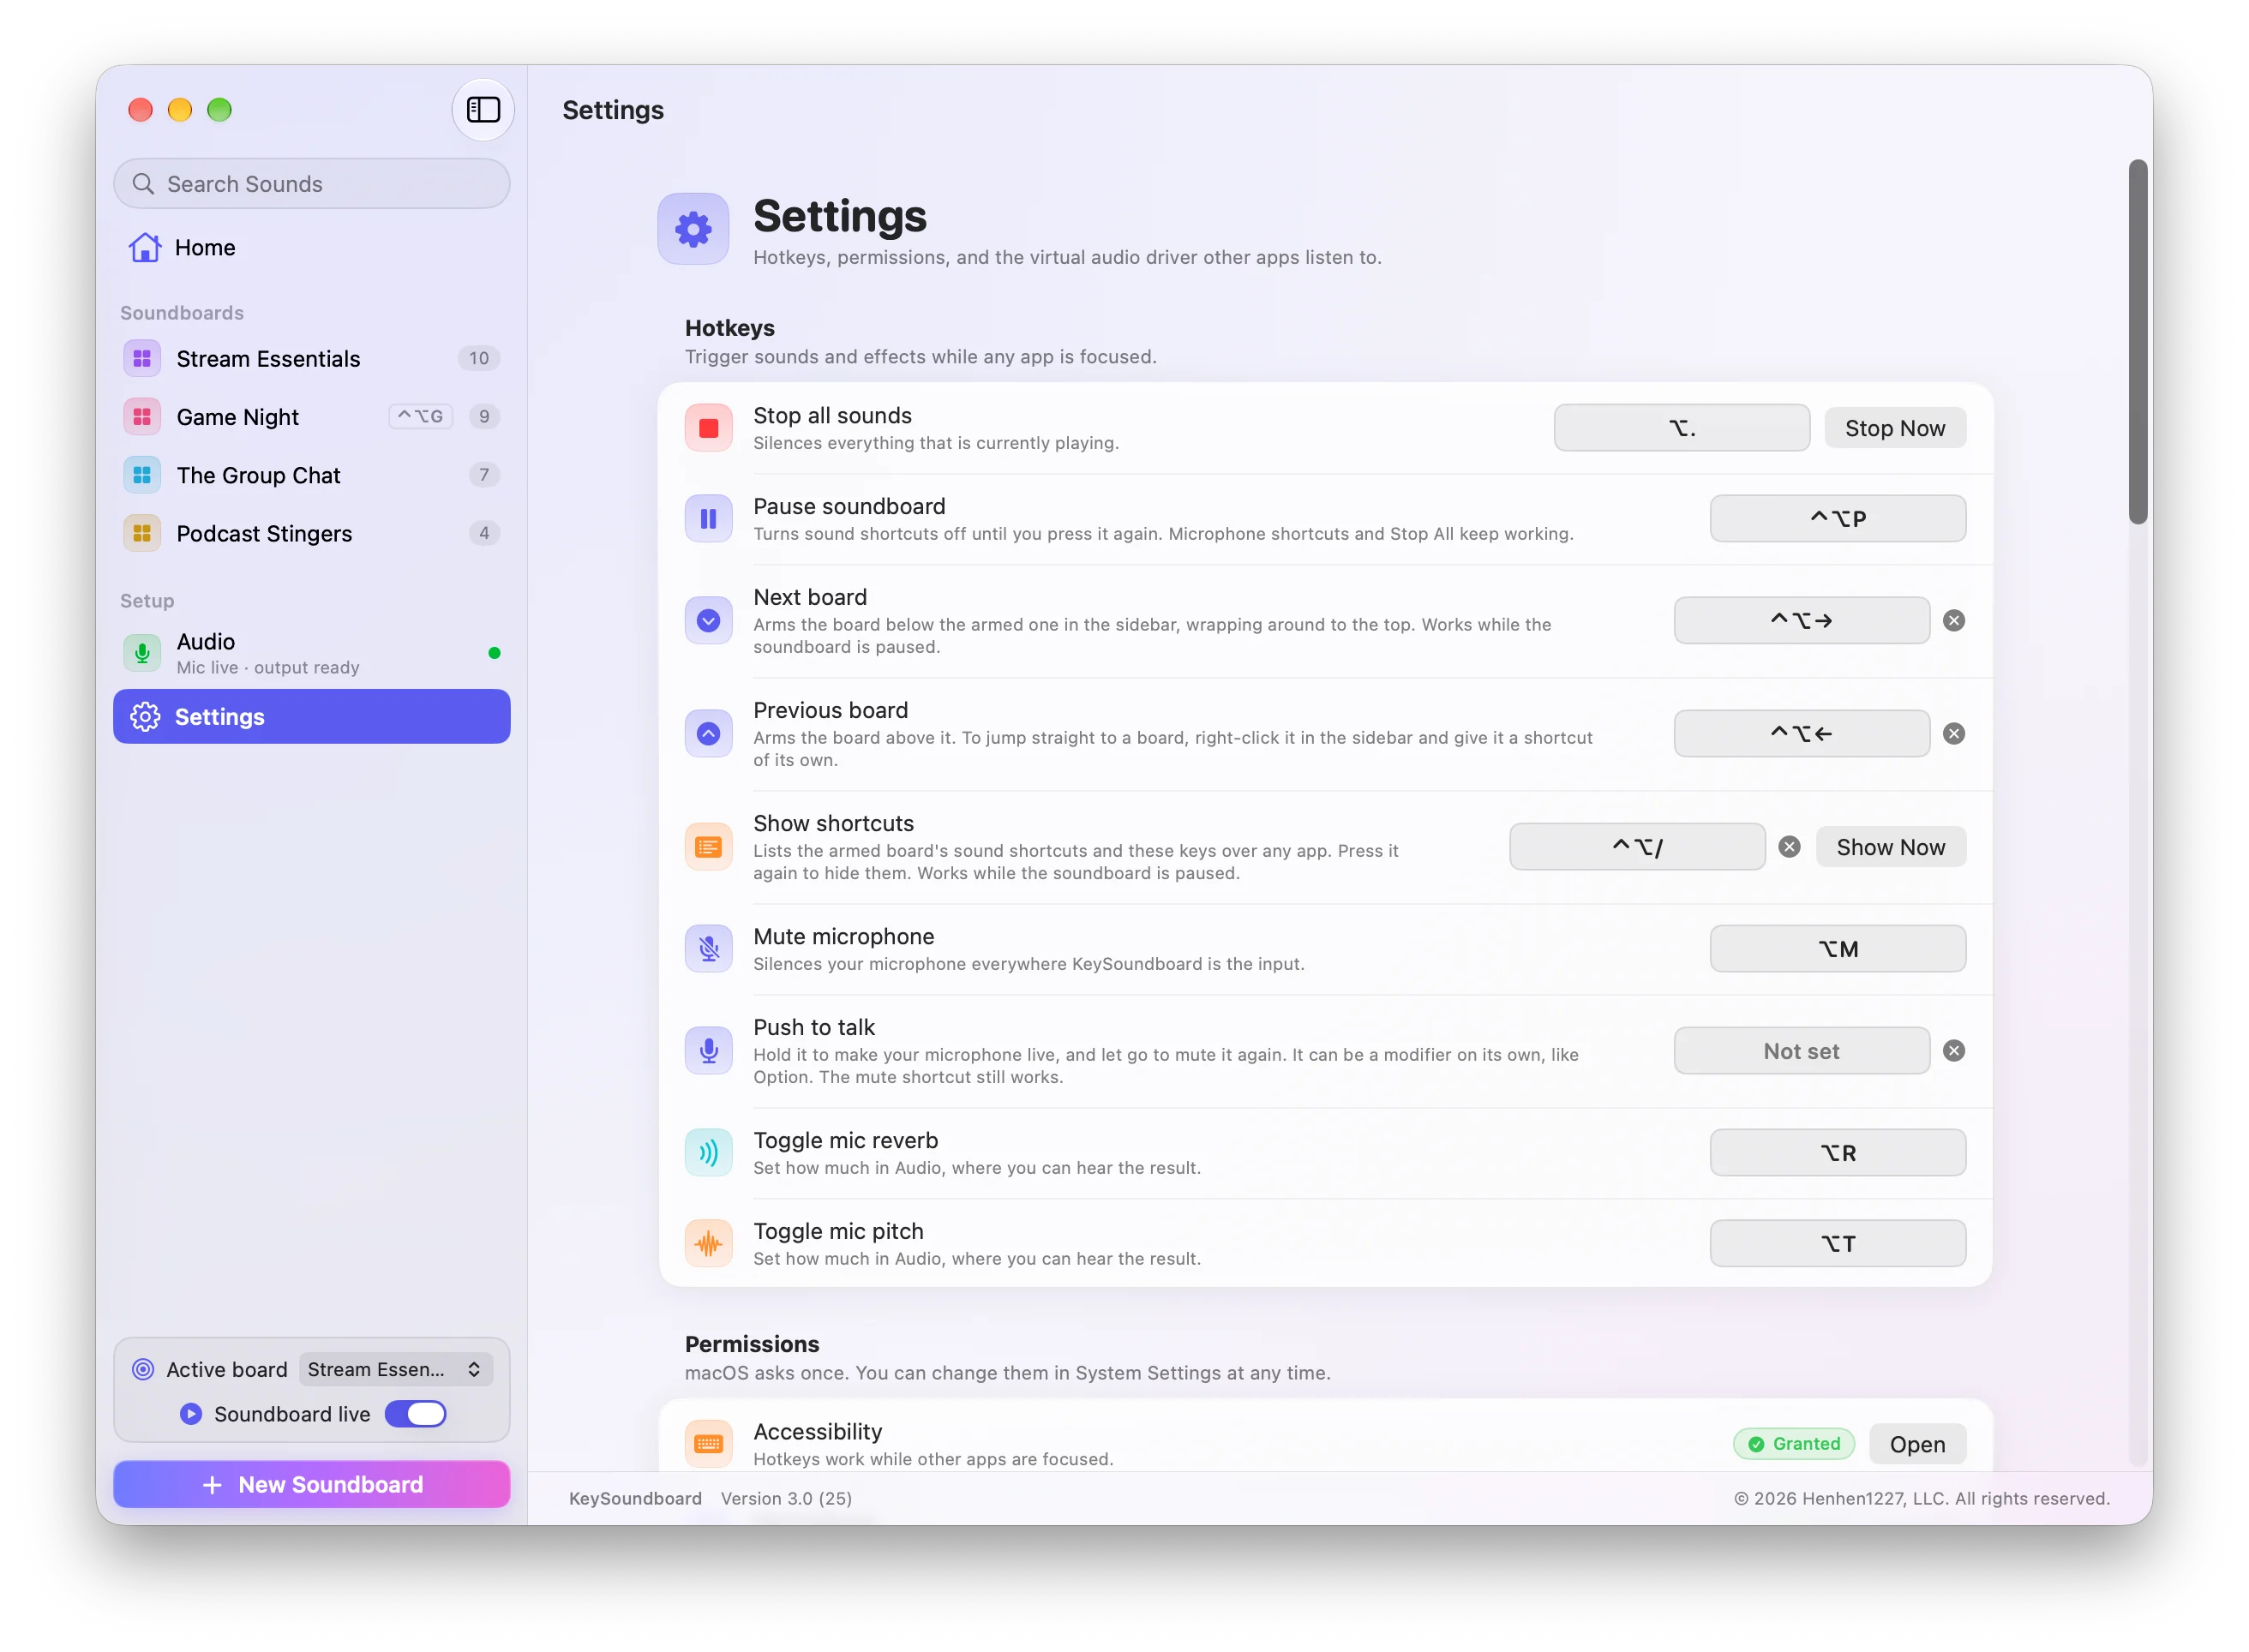 Settings
Search Sounds
Home
Soundboards
Stream Essentials 10
Game Night ^⌥G 9
The Group Chat 7
Podcast Stingers 4
Setup
Audio
Mic live · output ready
Settings
Active board Stream Essen...
Soundboard live
+ New Soundboard
Settings
Hotkeys, permissions, and the virtual audio driver other apps listen to.
Hotkeys
Trigger sounds and effects while any app is focused.
Stop all sounds
Silences everything that is currently playing.
⌥. Stop Now
Pause soundboard
Turns sound shortcuts off until you press it again. Microphone shortcuts and Stop All keep working.
^⌥P
Next board
Arms the board below the armed one in the sidebar, wrapping around to the top. Works while the
soundboard is paused.
^⌥→
Previous board
Arms the board above it. To jump straight to a board, right-click it in the sidebar and give it a shortcut
of its own.
^⌥←
Show shortcuts
Lists the armed board's sound shortcuts and these keys over any app. Press it
again to hide them. Works while the soundboard is paused.
^⌥/ Show Now
Mute microphone
Silences your microphone everywhere KeySoundboard is the input.
⌥M
Push to talk
Hold it to make your microphone live, and let go to mute it again. It can be a modifier on its own, like
Option. The mute shortcut still works.
Not set
Toggle mic reverb
Set how much in Audio, where you can hear the result.
⌥R
Toggle mic pitch
Set how much in Audio, where you can hear the result.
⌥T
Permissions
macOS asks once. You can change them in System Settings at any time.
Accessibility
Hotkeys work while other apps are focused.
Granted Open
KeySoundboard Version 3.0 (25)
© 2026 Henhen1227, LLC. All rights reserved.